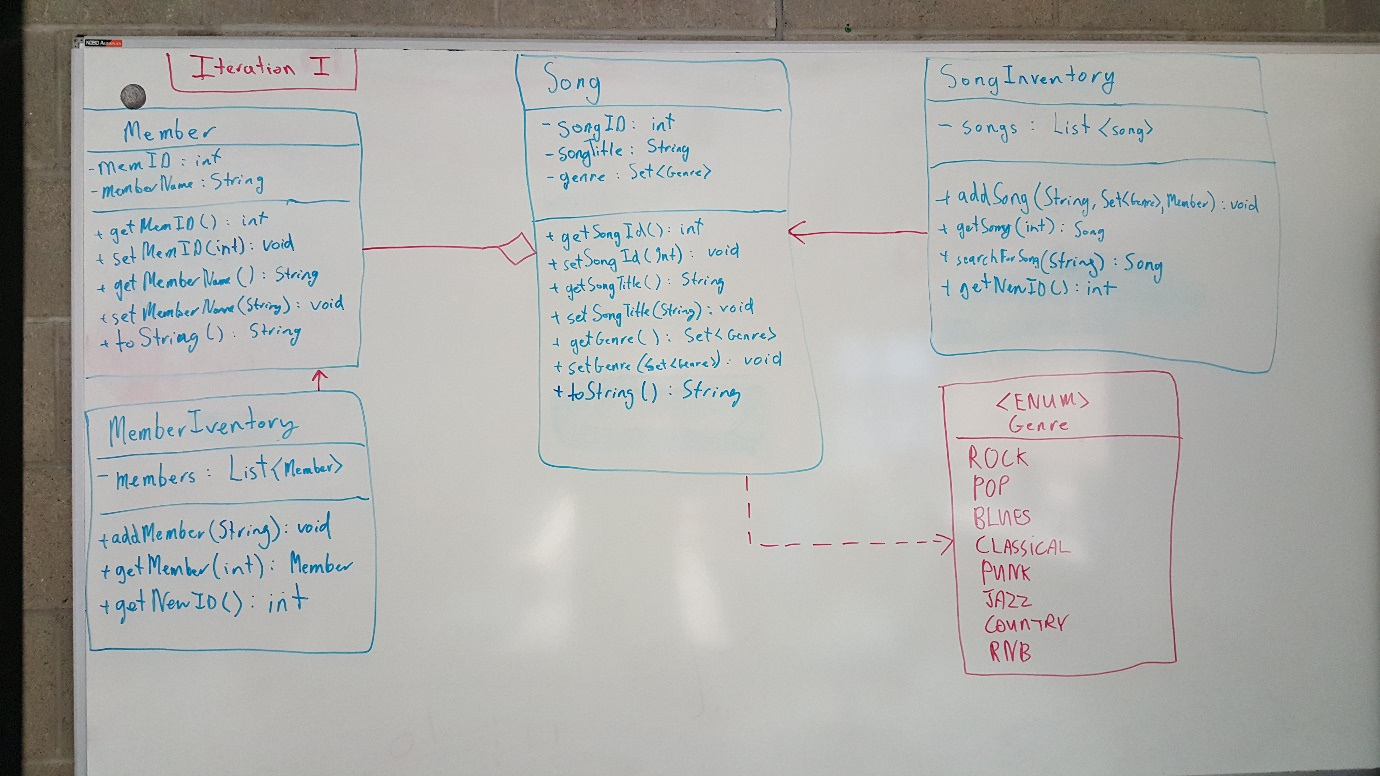 Iteration I
Member
- MemID : int
- memberName : String
+ getMemID() : int
+ setMemID(int) : void
+ getMemberName() : String
+ setMemberName(String) : void
+ toString() : String
MemberIventory
- members : List<Member>
+ addMember(String) : void
+ getMember(int) : Member
+ getNewID() : int
Song
- SongID : int
- songTitle : String
- genre : Set<Genre>
+ getSongId() : int
+ setSongId(int) : void
+ getSongTitle() : String
+ setSongTitle(String) : void
+ getGenre() : Set<Genre>
+ setGenre(Set<Genre>) : void
+ toString() : String
SongInventory
- songs : List<song>
+ addSong(String, Set<Genre>, Member) : void
+ getSong(int) : Song
+ searchForSong(String) : Song
+ getNewID() : int
<ENUM>
Genre
ROCK
POP
BLUES
CLASSICAL
PUNK
JAZZ
COUNTRY
RNB